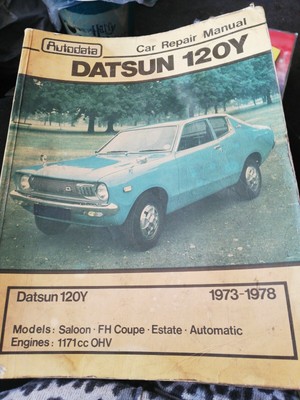 Autodata
Car Repair Manual
DATSUN 120Y
Datsun 120Y 1973-1978
Models: Saloon · FH Coupe · Estate · Automatic
Engines: 1171cc OHV